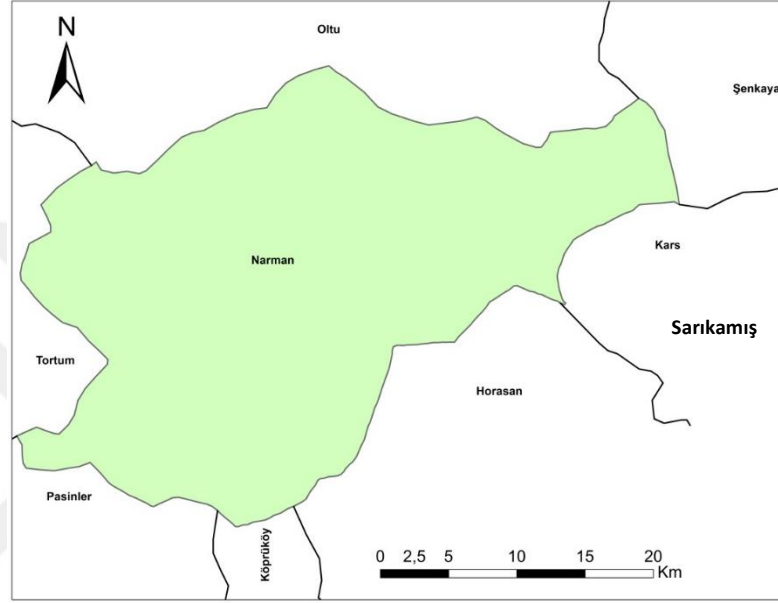 N
Oltu
Şenkaya
Kars
Narman
Sarıkamış
Tortum
Horasan
Pasinler
Köprüköy
0 2,5 5 10 15 20
Km